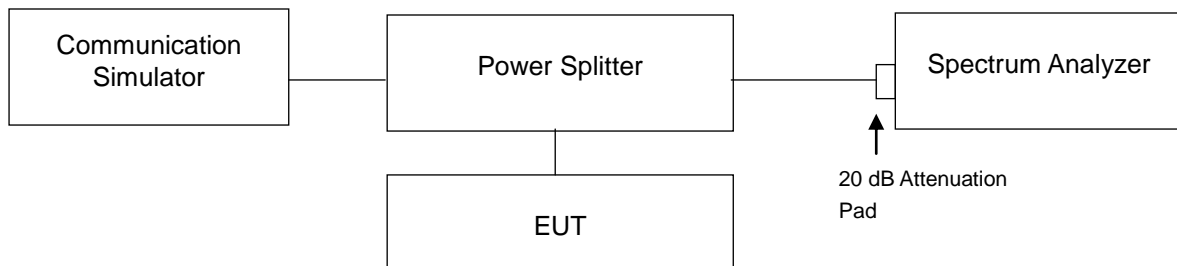 Communication
Simulator
Power Splitter
Spectrum Analyzer
20 dB Attenuation
Pad
EUT